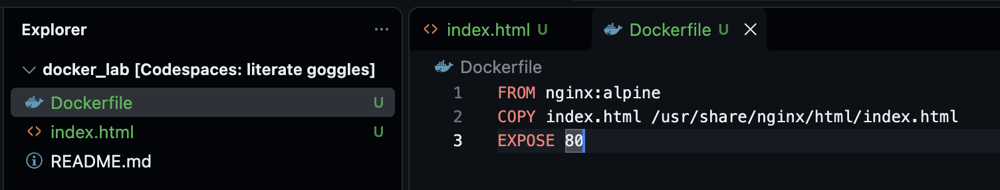 Explorer
docker_lab [Codespaces: literate goggles]
Dockerfile U
index.html U
README.md
index.html U
Dockerfile U
Dockerfile
1 FROM nginx:alpine
2 COPY index.html /usr/share/nginx/html/index.html
3 EXPOSE 80